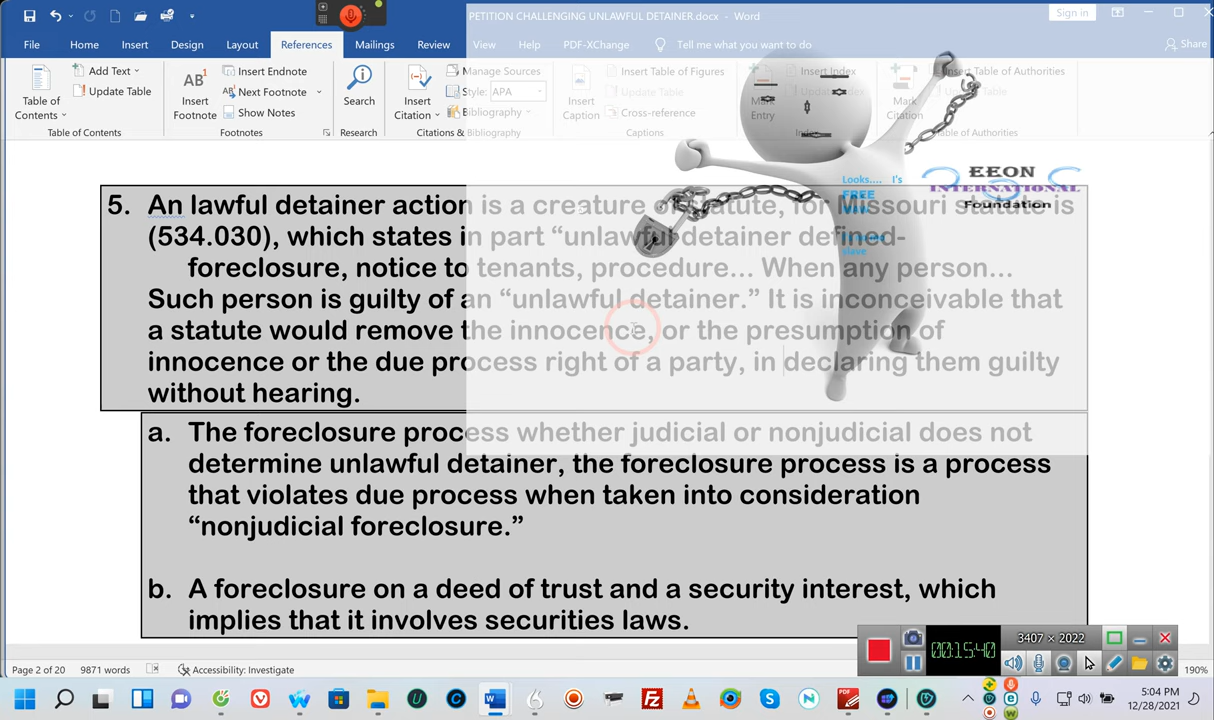 PETITION CHALLENGING UNLAWFUL DETAINER.docx - Word
Sign in
File Home Insert Design Layout References Mailings Review View Help PDF-XChange Tell me what you want to do Share
Add Text Insert Endnote Manage Sources Insert Table of Figures Insert Index Insert Table of Authorities
Update Table Next Footnote Style: APA Update Table Update Index Update Table
Show Notes Bibliography Cross-reference
Table of Contents
AB1 Insert Footnote
Search
Insert Citation
Insert Caption
Mark Entry
Mark Citation
Table of Contents Footnotes Research Citations & Bibliography Captions Index Table of Authorities
Looks.... I's
FREE
slave
EEON
INTERNATIONAL
Foundation
5. An lawful detainer action is a creature of statute, for Missouri such is
(534.030), which states in part “unlawful detainer defined-
foreclosure, notice to tenants, procedure... When any person...
Such person is guilty of an “unlawful detainer.” It is inconceivable that
a statute would remove the innocence, or the presumption of
innocence or the due process right of a party, in declaring them guilty
without hearing.
a. The foreclosure process whether judicial or nonjudicial does not
determine unlawful detainer, the foreclosure process is a process
that violates due process when taken into consideration
“nonjudicial foreclosure.”
b. A foreclosure on a deed of trust and a security interest, which
implies that it involves securities laws.
3407 × 2022
00:15:40
Page 2 of 20 9871 words Accessibility: Investigate 190%
5:04 PM
12/28/2021